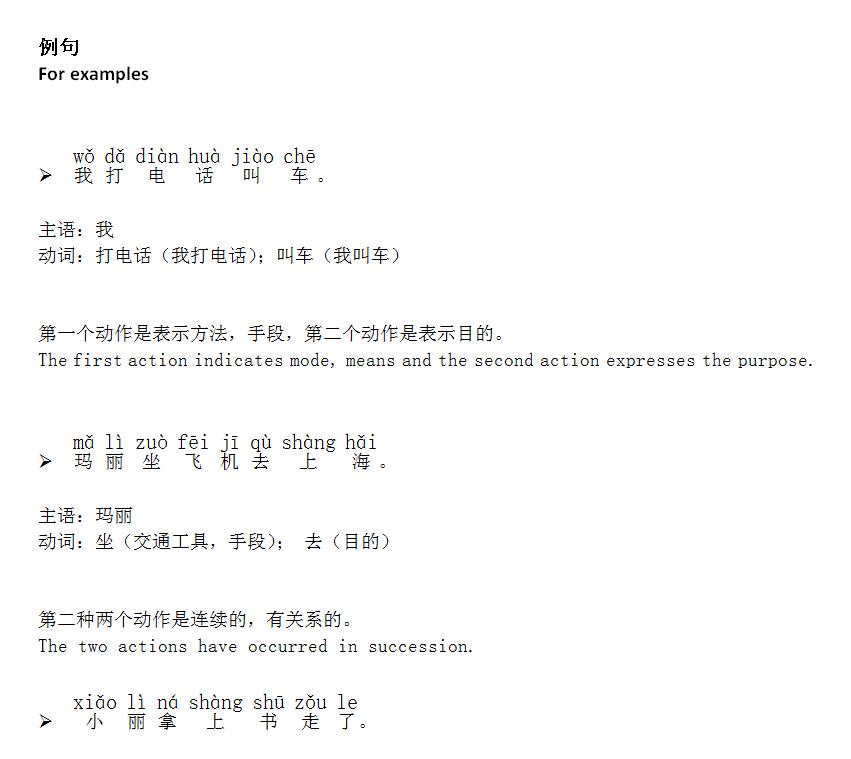 例句
For examples
wǒ dǎ diàn huà jiào chē
➢ 我 打 电 话 叫 车 。
主语：我
动词：打电话（我打电话）；叫车（我叫车）
第一个动作是表示方法，手段，第二个动作是表示目的。
The first action indicates mode, means and the second action expresses the purpose.
mǎ lì zuò fēi jī qù shàng hǎi
➢ 玛 丽 坐 飞 机 去 上 海 。
主语：玛丽
动词：坐（交通工具，手段）； 去（目的）
第二种两个动作是连续的，有关系的。
The two actions have occurred in succession.
xiǎo lì ná shàng shū zǒu le
➢ 小 丽 拿 上 书 走 了 。